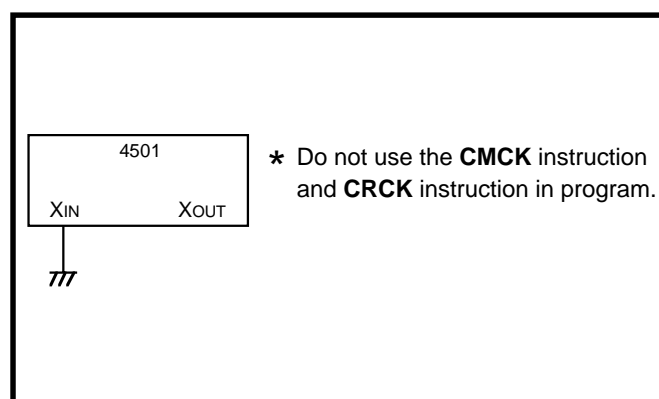 4501
XIN XOUT
* Do not use the CMCK instruction
and CRCK instruction in program.